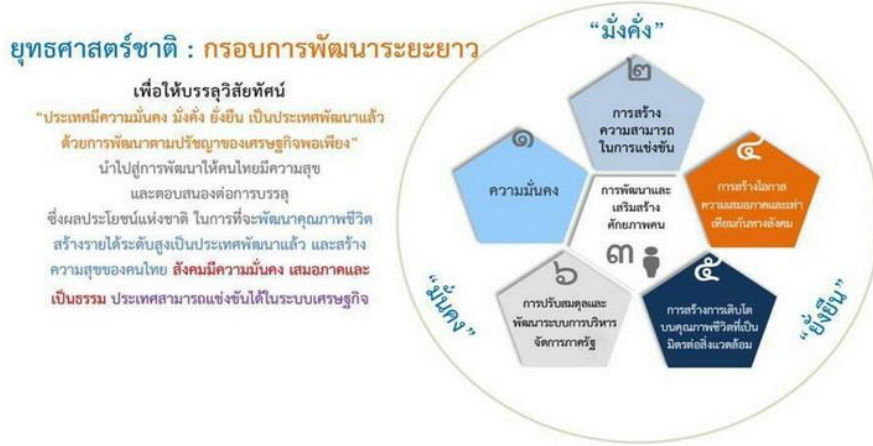 ยุทธศาสตร์ชาติ : กรอบการพัฒนาระยะยาว
เพื่อให้บรรลุวิสัยทัศน์
“ประเทศมีความมั่นคง มั่งคั่ง ยั่งยืน เป็นประเทศพัฒนาแล้ว
ด้วยการพัฒนาตามปรัชญาของเศรษฐกิจพอเพียง”
นำไปสู่การพัฒนาให้คนไทยมีความสุข
และตอบสนองต่อการบรรลุ
ซึ่งผลประโยชน์แห่งชาติ ในการที่จะพัฒนาคุณภาพชีวิต
สร้างรายได้ระดับสูงเป็นประเทศพัฒนาแล้ว และสร้าง
ความสุขของคนไทย สังคมมีความมั่นคง เสมอภาคและ
เป็นธรรม ประเทศสามารถแข่งขันได้ในระบบเศรษฐกิจ
“มั่งคั่ง”
๒
การสร้าง
ความสามารถ
ในการแข่งขัน
๑
ความมั่นคง
๔
การสร้างโอกาส
ความเสมอภาคและเท่า
เทียมกันทางสังคม
การพัฒนาและ
เสริมสร้าง
ศักยภาพคน
๓
๖
การปรับสมดุลและ
พัฒนาระบบการบริหาร
จัดการภาครัฐ
๕
การสร้างการเติบโต
บนคุณภาพชีวิตที่เป็น
มิตรต่อสิ่งแวดล้อม
“มั่นคง”
“ยั่งยืน”